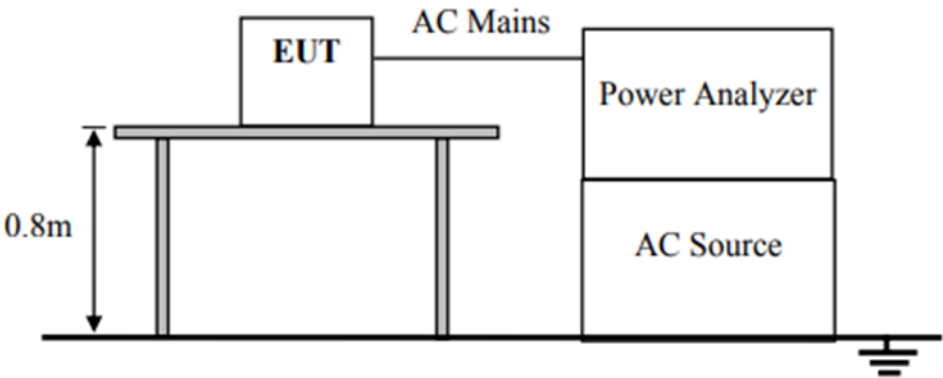 AC Mains
EUT
Power Analyzer
0.8m
AC Source